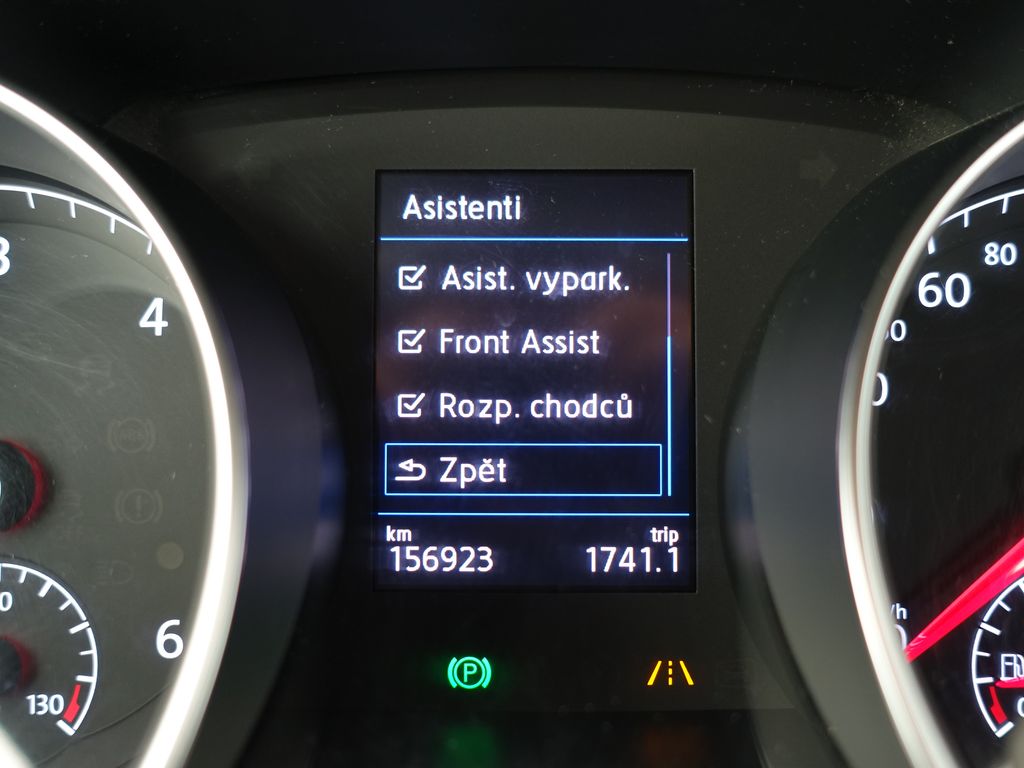 Asistenti
Asist. vypark.
Front Assist
Rozp. chodců
Zpět
km trip
156923 1741.1
4
6
130
80
60
P